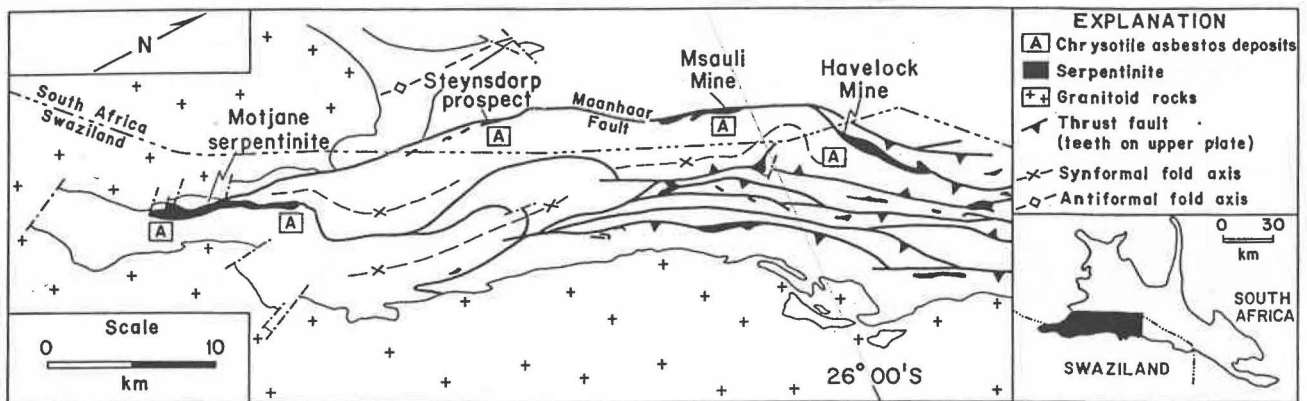 N
South Africa
Swaziland
Motjane
serpentinite
Steynsdorp
prospect
Maanhaar
Fault
Msauli
Mine
Havelock
Mine
A
A
A
A
A
Scale
0 10
km
26° 00'S
EXPLANATION
A Chrysotile asbestos deposits
Serpentinite
Granitoid rocks
Thrust fault
(teeth on upper plate)
Synformal fold axis
Antiformal fold axis
0 30
km
SOUTH
AFRICA
SWAZILAND